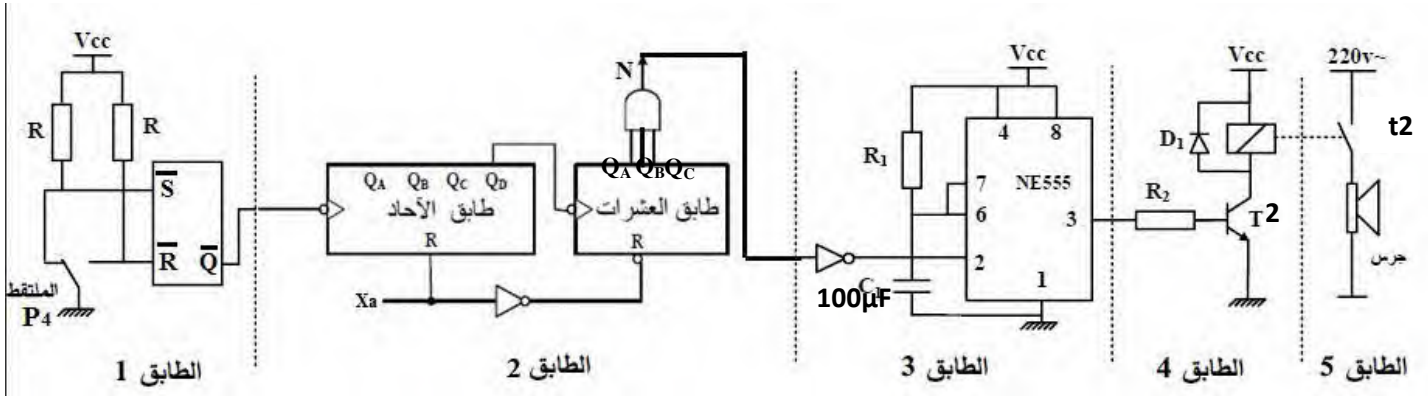 Vcc
R
R
S̅
R̅
Q̅
الملتقط
P4
الطابق 1
QA QB QC QD
طابق الآحاد
R
Xa
N
QA QB QC
طابق العشرات
R
الطابق 2
Vcc
R1
4 8
7
NE555
6
3
2
1
C1
100µF
الطابق 3
Vcc
D1
R2
T2
الطابق 4
220v~
t2
جرس
الطابق 5